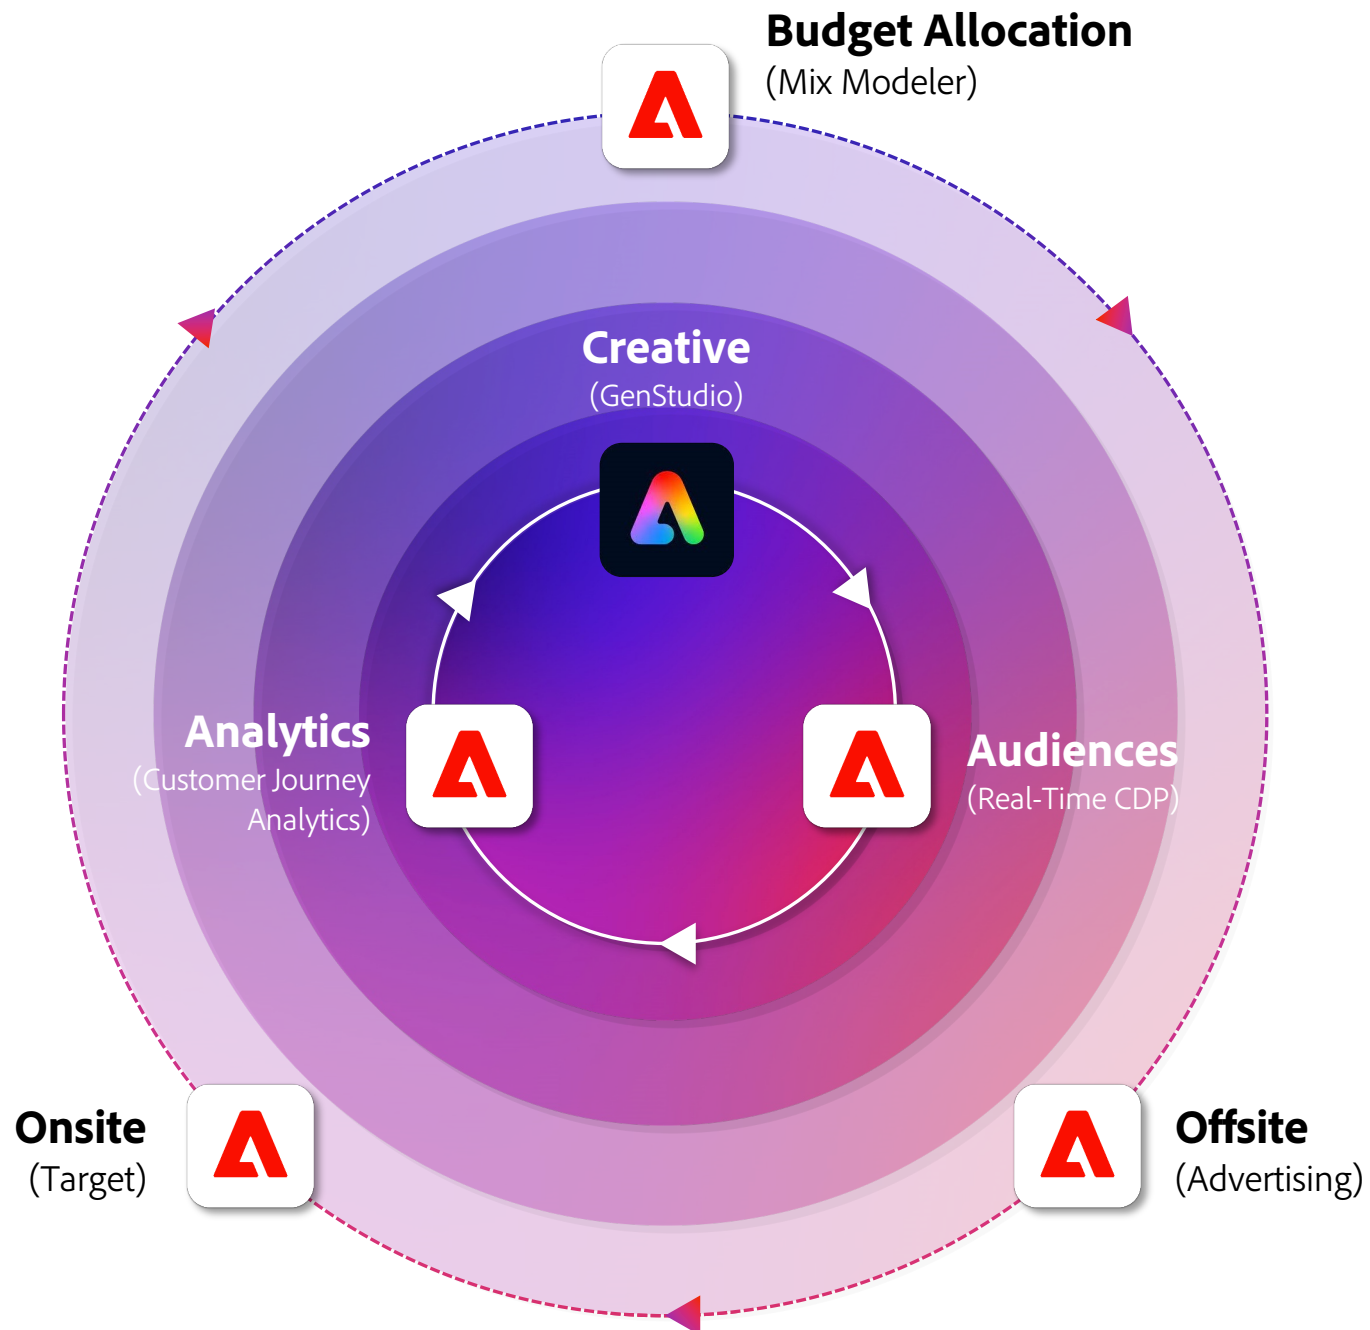 Budget Allocation
(Mix Modeler)
Creative
(GenStudio)
Analytics
(Customer Journey
Analytics)
Audiences
(Real-Time CDP)
Onsite
(Target)
Offsite
(Advertising)